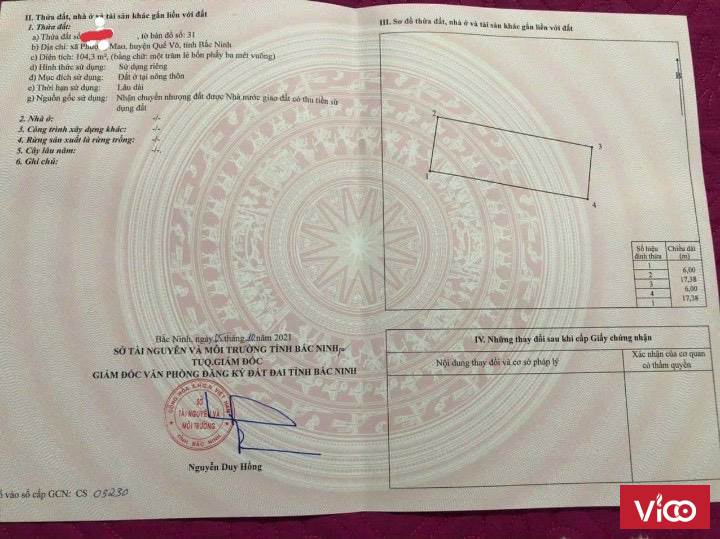 II. Thửa đất, nhà ở và tài sản khác gắn liền với đất
1. Thửa đất:
a) Thửa đất số , tờ bản đồ số: 31
b) Địa chỉ: xã Mao, huyện Quế Võ, tỉnh Bắc Ninh
c) Diện tích: 104,3 m², (bằng chữ: một trăm lẻ bốn phẩy ba mét vuông)
d) Hình thức sử dụng: Sử dụng riêng
đ) Mục đích sử dụng: Đất ở tại nông thôn
e) Thời hạn sử dụng: Lâu dài
g) Nguồn gốc sử dụng: Nhận chuyển nhượng đất được Nhà nước giao đất có thu tiền sử
dụng đất
2. Nhà ở: -/-
3. Công trình xây dựng khác: -/-
4. Rừng sản xuất là rừng trồng: -/-
5. Cây lâu năm: -/-
6. Ghi chú:
Bắc Ninh, ngày tháng 2021
SỞ TÀI NGUYÊN VÀ MÔI TRƯỜNG TỈNH BẮC NINH
TUQ.GIÁM ĐỐC
GIÁM ĐỐC VĂN PHÒNG ĐĂNG KÝ ĐẤT ĐAI TỈNH BẮC NINH
CỘNG HÒA X.H.C.N VIỆT NAM
SỞ
TÀI NGUYÊN VÀ
MÔI TRƯỜNG
TỈNH BẮC NINH
Nguyễn Duy Hồng
ố vào sổ cấp GCN: CS 05230
III. Sơ đồ thửa đất, nhà ở và tài sản khác gắn liền với đất
B
2
3
1
4
Số hiệu đỉnh thửa Chiều dài (m)
1
6,00
2
17,38
3
6,00
4
17,38
1
IV. Những thay đổi sau khi cấp Giấy chứng nhận
Nội dung thay đổi và cơ sở pháp lý
Xác nhận của cơ quan
có thẩm quyền
ViCO